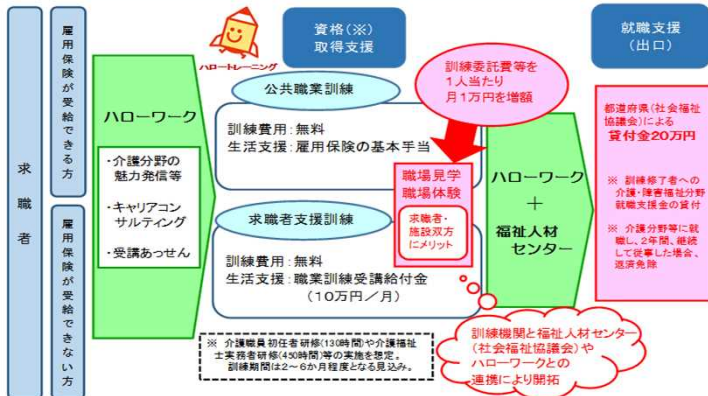 求職者
雇用保険が受給できる方
雇用保険が受給できない方
ハローワーク
・介護分野の
魅力発信等
・キャリアコン
サルティング
・受講あっせん
ハロートレーニング
資格(※)
取得支援
公共職業訓練
訓練費用:無料
生活支援:雇用保険の基本手当
求職者支援訓練
訓練費用:無料
生活支援:職業訓練受講給付金
(10万円/月)
※ 介護職員初任者研修(130時間)や介護福祉
士実務者研修(450時間)等の実施を想定。
訓練期間は2~6か月程度となる見込み。
訓練委託費等を
1人当たり
月1万円を増額
職場見学
職場体験
求職者・
施設双方
にメリット
ハローワーク
+
福祉人材
センター
訓練機関と福祉人材センター
(社会福祉協議会)や
ハローワークとの
連携により開拓
就職支援
(出口)
都道府県(社会福祉
協議会)による
貸付金20万円
※ 訓練修了者への
介護・障害福祉分野
就職支援金の貸付
※ 介護分野等に就
職し、2年間、継続
して従事した場合、
返済免除